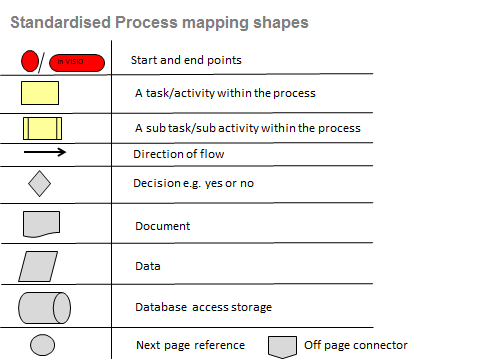 Standardised Process mapping shapes
in VISIO
Start and end points
A task/activity within the process
A sub task/sub activity within the process
Direction of flow
Decision e.g. yes or no
Document
Data
Database access storage
Next page reference
Off page connector